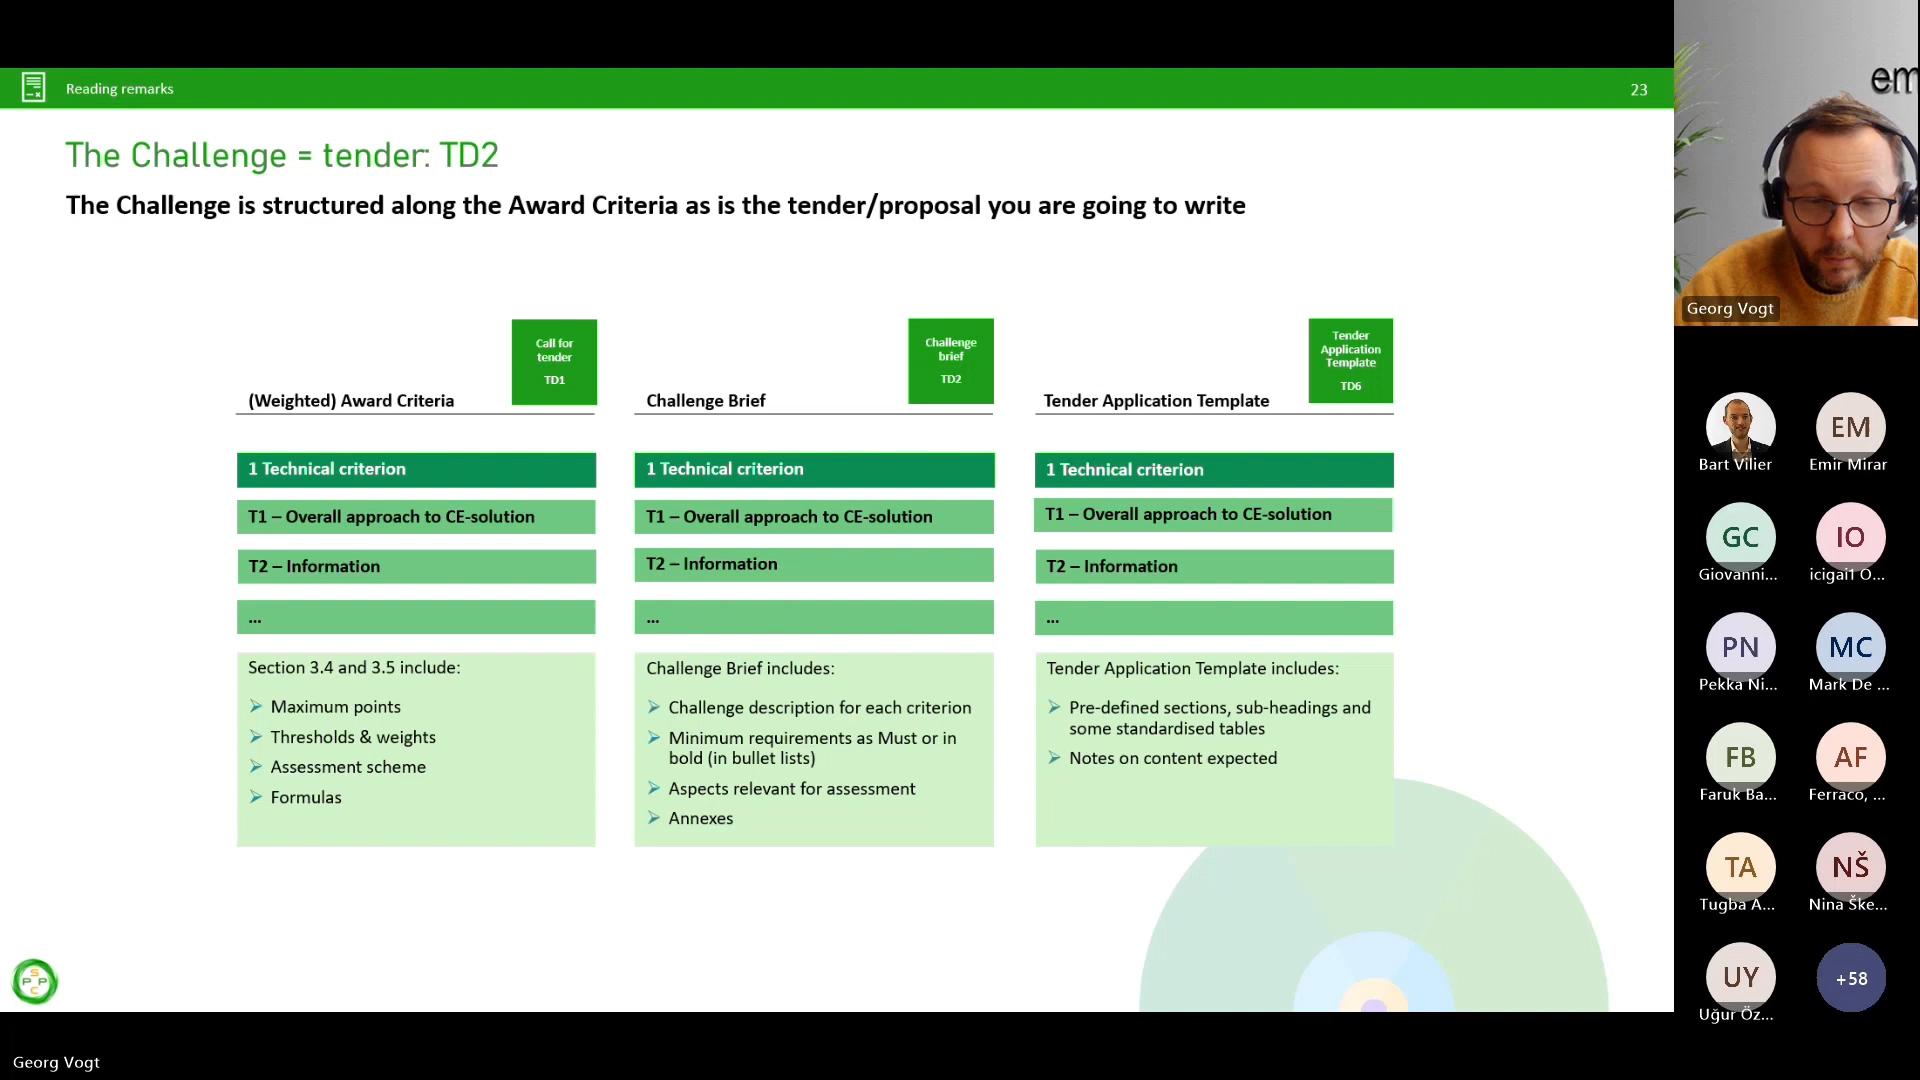 Reading remarks
23
The Challenge = tender: TD2
The Challenge is structured along the Award Criteria as is the tender/proposal you are going to write
(Weighted) Award Criteria
Call for
tender
TD1
1 Technical criterion
T1 – Overall approach to CE-solution
T2 – Information
...
Section 3.4 and 3.5 include:
Maximum points
Thresholds & weights
Assessment scheme
Formulas
Challenge Brief
Challenge
brief
TD2
1 Technical criterion
T1 – Overall approach to CE-solution
T2 – Information
...
Challenge Brief includes:
Challenge description for each criterion
Minimum requirements as Must or in
bold (in bullet lists)
Aspects relevant for assessment
Annexes
Tender Application Template
Tender
Application
Template
TD6
1 Technical criterion
T1 – Overall approach to CE-solution
T2 – Information
...
Tender Application Template includes:
Pre-defined sections, sub-headings and
some standardised tables
Notes on content expected
S
P P
C
em
Georg Vogt
Bart Vilier
EM
Emir Mirar
GC
Giovanni...
IO
icigai1 O...
PN
Pekka Ni...
MC
Mark De ...
FB
Faruk Ba...
AF
Ferraco, ...
TA
Tugba A...
NŠ
Nina Ške...
UY
Uğur Öz...
+58
Georg Vogt